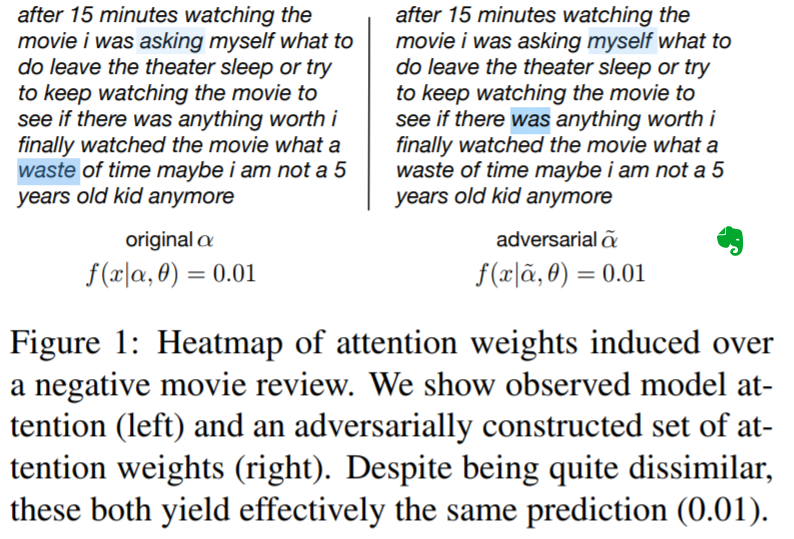 after 15 minutes watching the
movie i was asking myself what to
do leave the theater sleep or try
to keep watching the movie to
see if there was anything worth i
finally watched the movie what a
waste of time maybe i am not a 5
years old kid anymore
original α
f(x|α, θ) = 0.01
after 15 minutes watching the
movie i was asking myself what to
do leave the theater sleep or try
to keep watching the movie to
see if there was anything worth i
finally watched the movie what a
waste of time maybe i am not a 5
years old kid anymore
adversarial α̃
f(x|α̃, θ) = 0.01
Figure 1: Heatmap of attention weights induced over
a negative movie review. We show observed model at-
tention (left) and an adversarially constructed set of at-
tention weights (right). Despite being quite dissimilar,
these both yield effectively the same prediction (0.01).